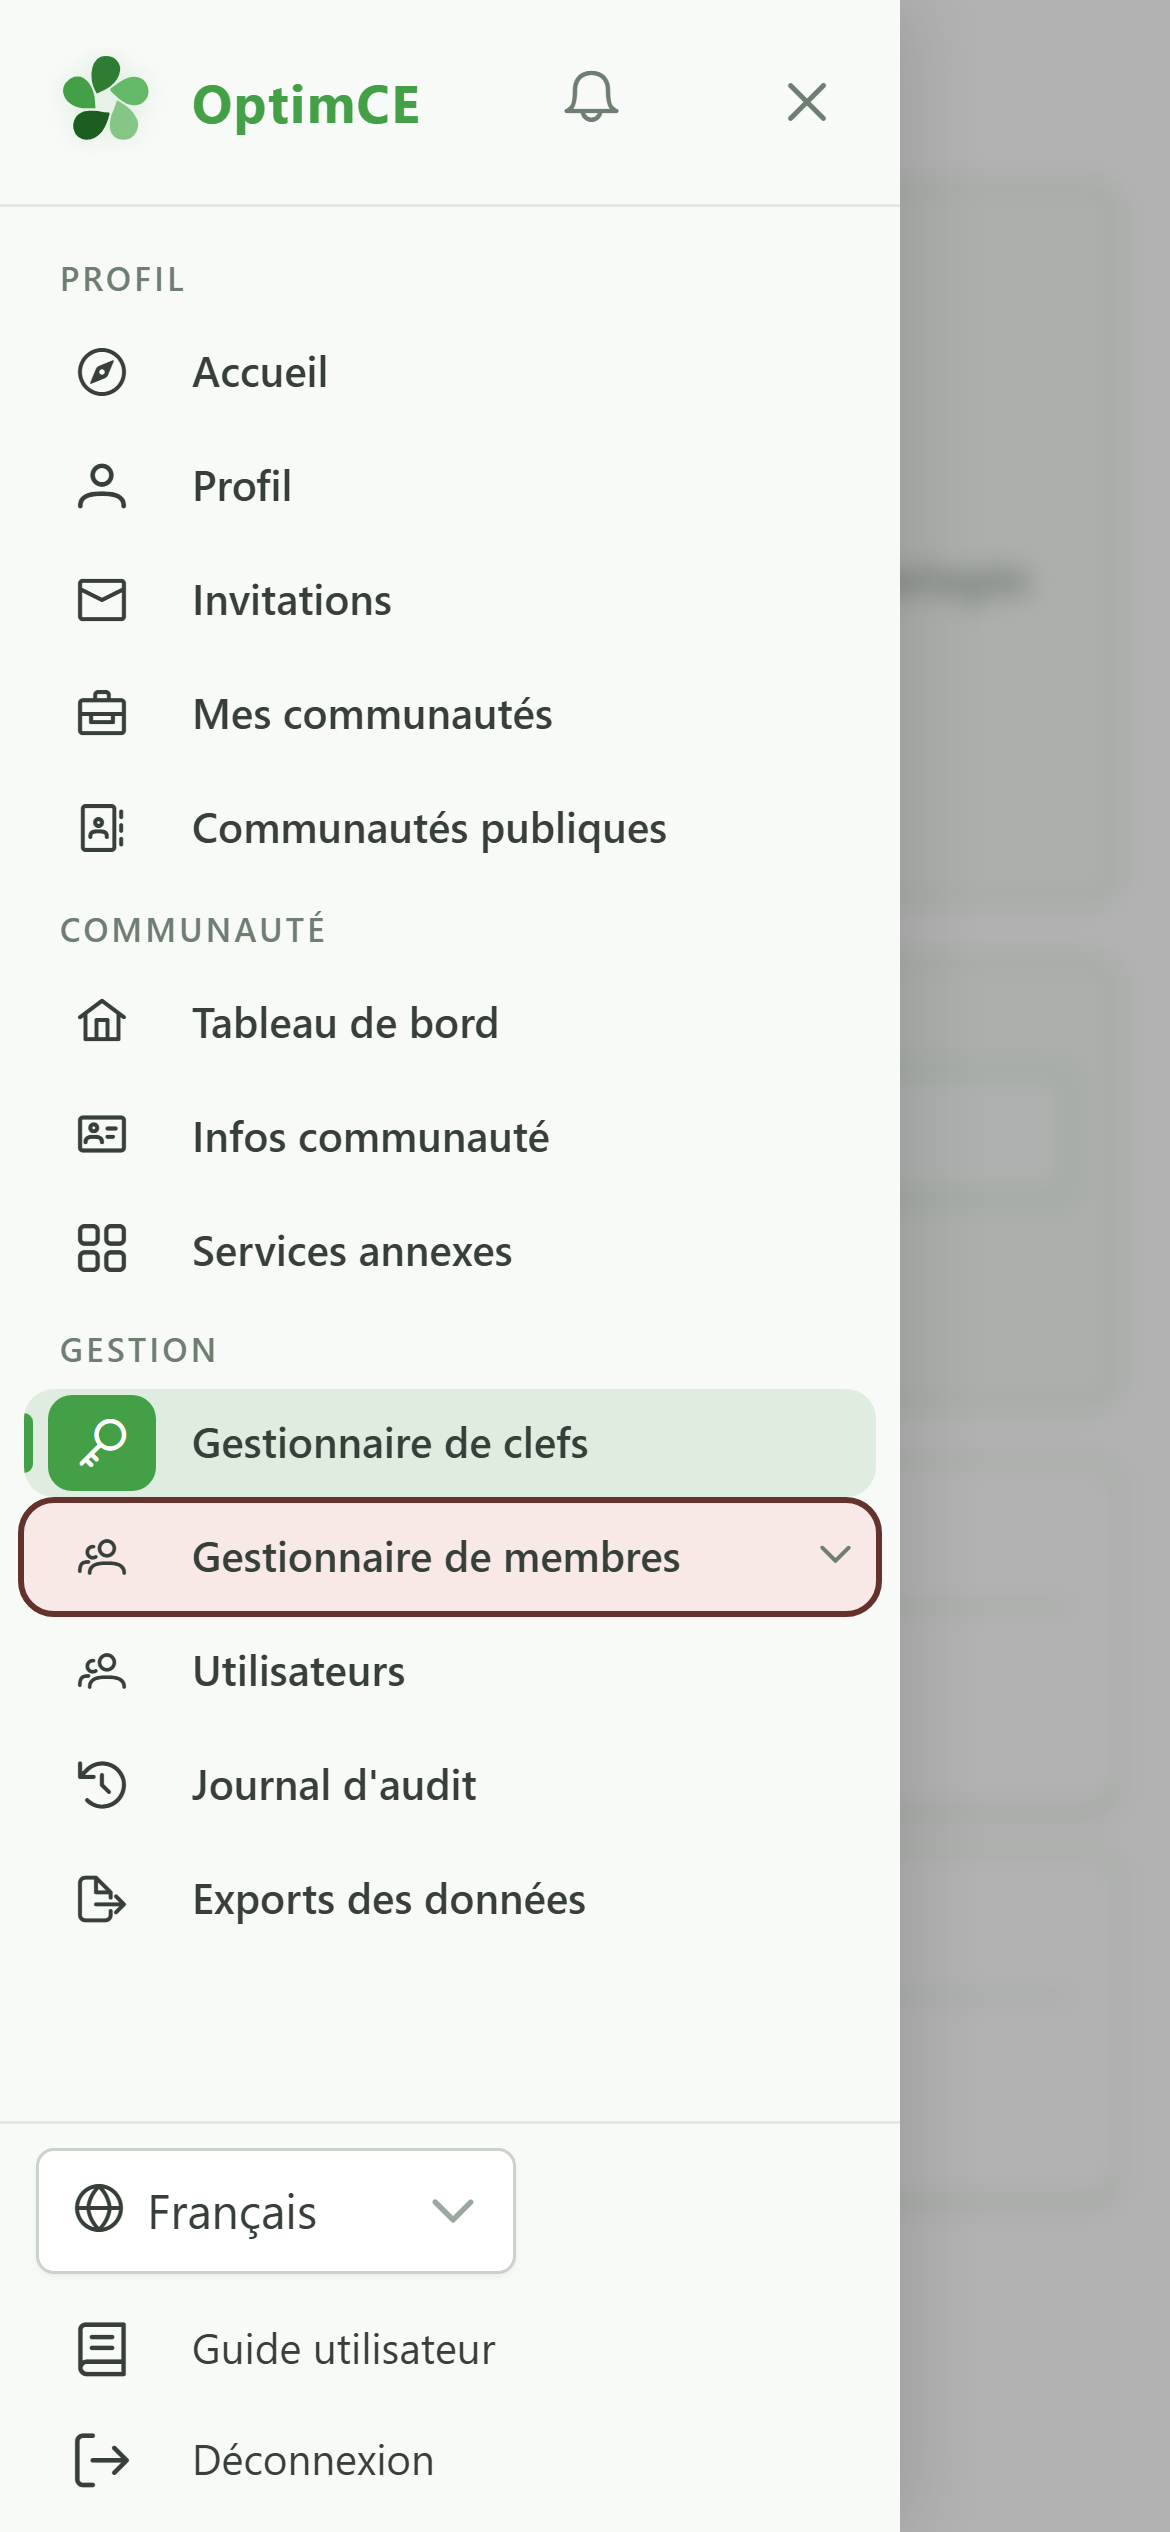 OptimCE
PROFIL
Accueil
Profil
Invitations
Mes communautés
Communautés publiques
COMMUNAUTÉ
Tableau de bord
Infos communauté
Services annexes
GESTION
Gestionnaire de clefs
Gestionnaire de membres
Utilisateurs
Journal d'audit
Exports des données
Français
Guide utilisateur
Déconnexion